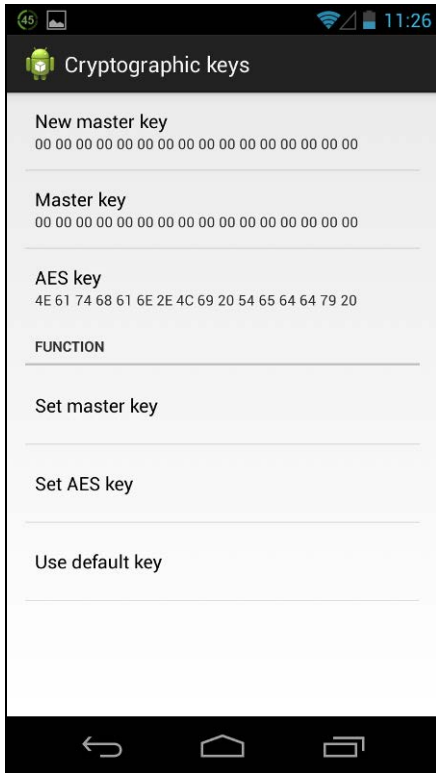 45
11:26
Cryptographic keys
New master key
00 00 00 00 00 00 00 00 00 00 00 00 00 00 00 00
Master key
00 00 00 00 00 00 00 00 00 00 00 00 00 00 00 00
AES key
4E 61 74 68 61 6E 2E 4C 69 20 54 65 64 64 79 20
FUNCTION
Set master key
Set AES key
Use default key